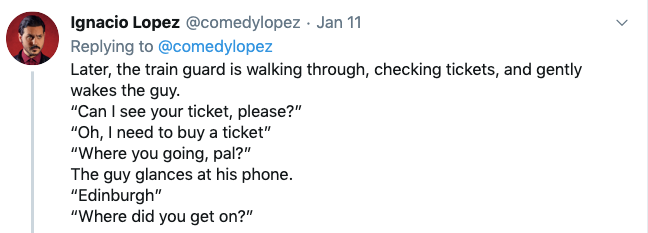 Ignacio Lopez @comedylopez · Jan 11
Replying to @comedylopez
Later, the train guard is walking through, checking tickets, and gently
wakes the guy.
“Can I see your ticket, please?”
“Oh, I need to buy a ticket”
“Where you going, pal?”
The guy glances at his phone.
“Edinburgh”
“Where did you get on?”